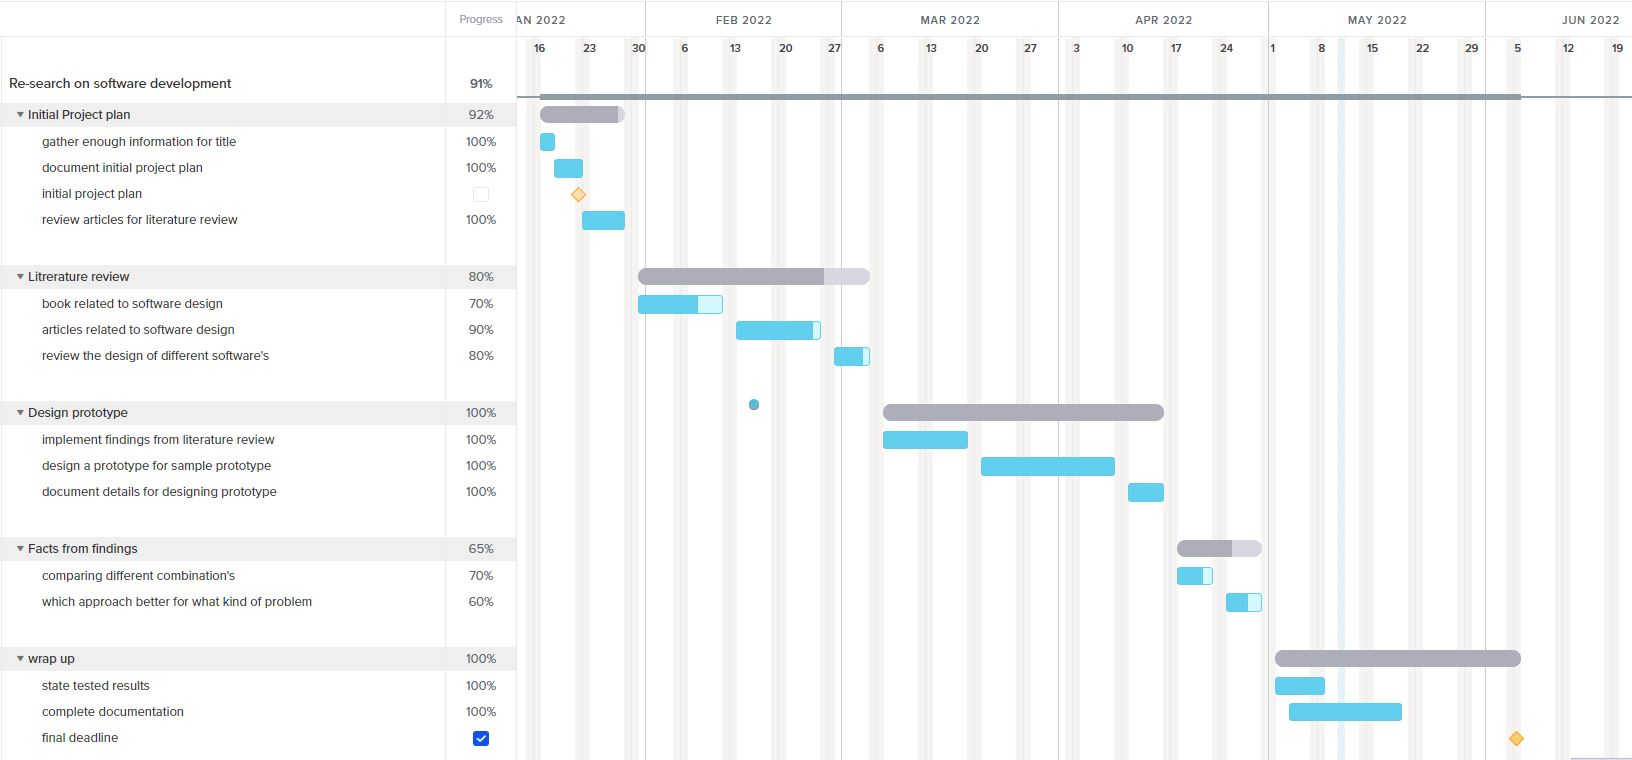 Progress AN 2022 FEB 2022 MAR 2022 APR 2022 MAY 2022 JUN 2022
16 23 30 6 13 20 27 6 13 20 27 3 10 17 24 1 8 15 22 29 5 12 19
Re-search on software development 91%
Initial Project plan 92%
gather enough information for title 100%
document initial project plan 100%
initial project plan
review articles for literature review 100%
Litrerature review 80%
book related to software design 70%
articles related to software design 90%
review the design of different software's 80%
Design prototype 100%
implement findings from literature review 100%
design a prototype for sample prototype 100%
document details for designing prototype 100%
Facts from findings 65%
comparing different combination's 70%
which approach better for what kind of problem 60%
wrap up 100%
state tested results 100%
complete documentation 100%
final deadline